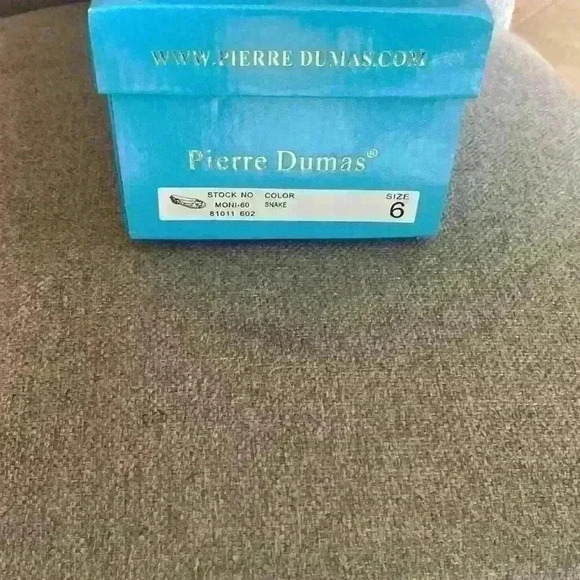 WWW.PIERRE DUMAS.COM
Pierre Dumas®
STOCK NO COLOR SIZE
MONI-60 SNAKE 6
81011 602